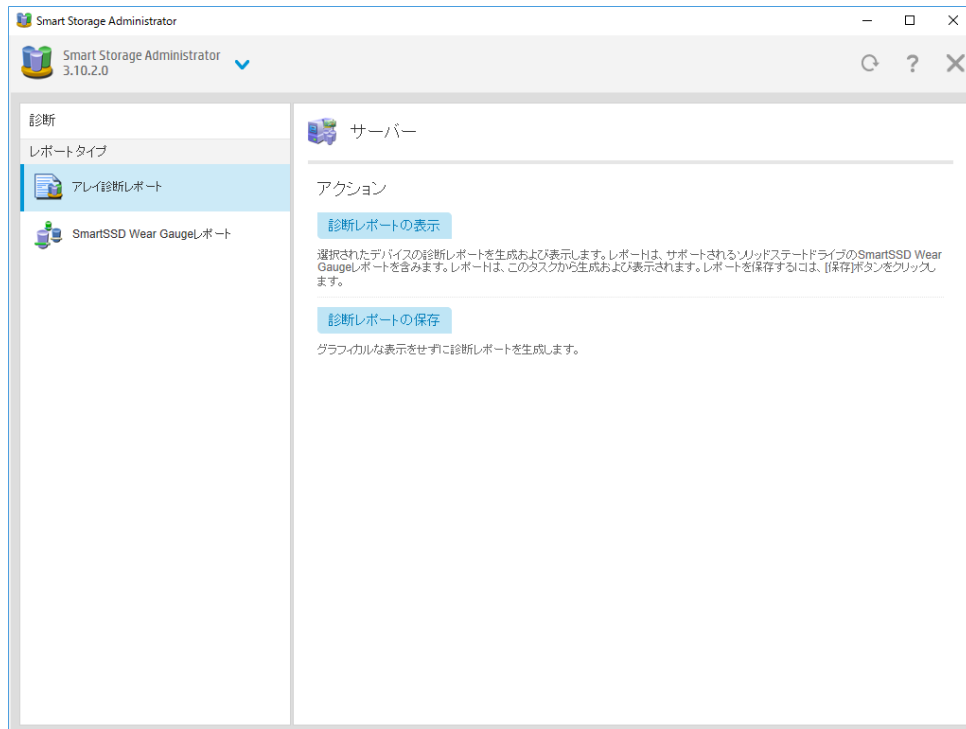 Smart Storage Administrator
Smart Storage Administrator
3.10.2.0
診断
レポートタイプ
アレイ診断レポート
SmartSSD Wear Gaugeレポート
サーバー
アクション
診断レポートの表示
選択されたデバイスの診断レポートを生成および表示します。レポートは、サポートされるソリッドステートドライブのSmartSSD Wear
Gaugeレポートを含みます。レポートは、このタスクから生成および表示されます。レポートを保存するには、[保存]ボタンをクリックし
ます。
診断レポートの保存
グラフィカルな表示をせずに診断レポートを生成します。